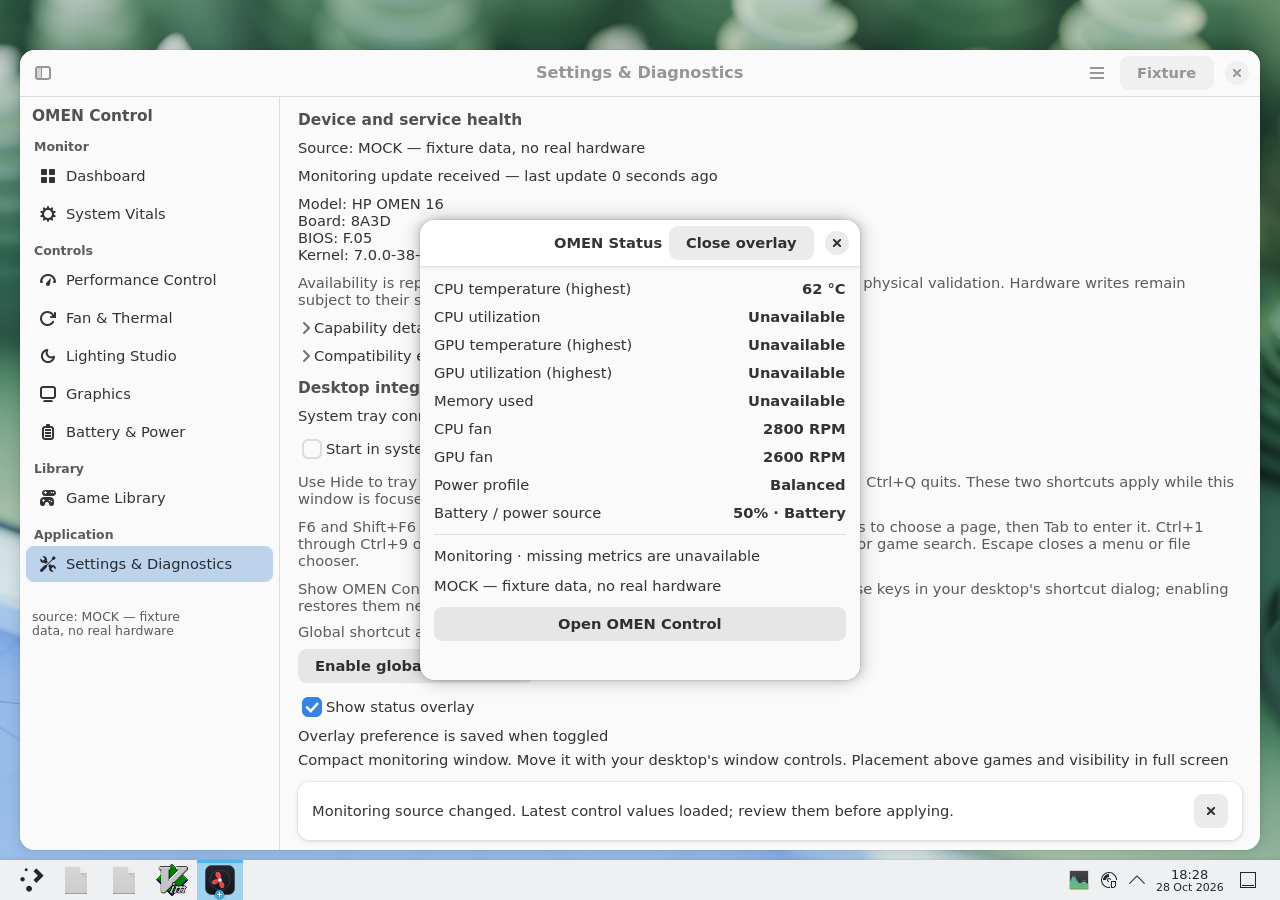 Settings & Diagnostics
Fixture
OMEN Control
Monitor
Dashboard
System Vitals
Controls
Performance Control
Fan & Thermal
Lighting Studio
Graphics
Battery & Power
Library
Game Library
Application
Settings & Diagnostics
source: MOCK — fixture
data, no real hardware
Device and service health
Source: MOCK — fixture data, no real hardware
Monitoring update received — last update 0 seconds ago
Model: HP OMEN 16
Board: 8A3D
BIOS: F.05
Kernel: 7.0.0-38-
Availability is physical validation. Hardware writes remain
subject to their
Capability
Compatibility
Desktop
System tray
Start in
Use Hide to tray Ctrl+Q quits. These two shortcuts apply while this
window is
F6 and Shift+F6 to choose a page, then Tab to enter it. Ctrl+1
through Ctrl+9 game search. Escape closes a menu or file
chooser.
Show OMEN keys in your desktop's shortcut dialog; enabling
restores them
Global shortcut
Enable
Show status overlay
Overlay preference is saved when toggled
Compact monitoring window. Move it with your desktop's window controls. Placement above games and visibility in full screen
Monitoring source changed. Latest control values loaded; review them before applying.
OMEN Status
Close overlay
CPU temperature (highest) 62 °C
CPU utilization Unavailable
GPU temperature (highest) Unavailable
GPU utilization (highest) Unavailable
Memory used Unavailable
CPU fan 2800 RPM
GPU fan 2600 RPM
Power profile Balanced
Battery / power source 50% · Battery
Monitoring · missing metrics are unavailable
MOCK — fixture data, no real hardware
Open OMEN Control
18:28
28 Oct 2026